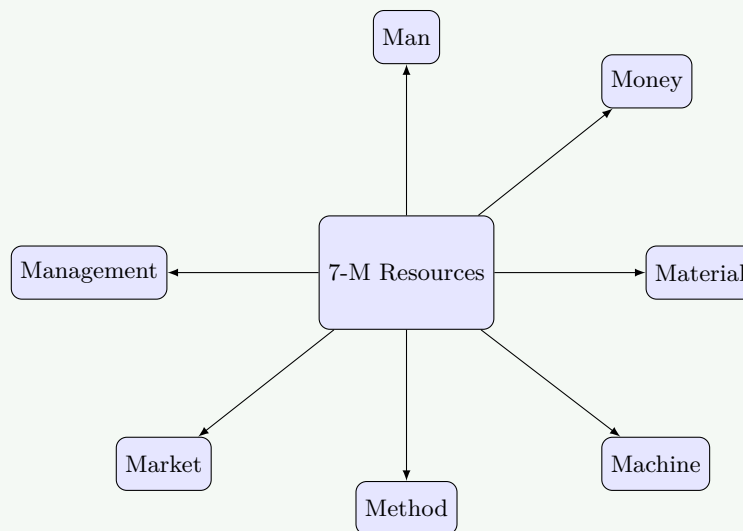 Man
Money
Management
7-M Resources
Material
Market
Machine
Method